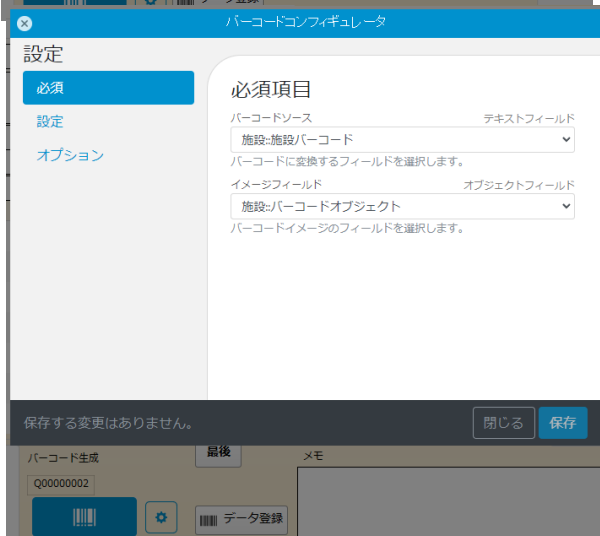 データ登録
バーコードコンフィギュレータ
設定
必須
設定
オプション
必須項目
バーコードソース テキストフィールド
施設::施設バーコード
バーコードに変換するフィールドを選択します。
イメージフィールド オブジェクトフィールド
施設::バーコードオブジェクト
バーコードイメージのフィールドを選択します。
保存する変更はありません。 閉じる 保存
バーコード生成 最後 メモ
Q00000002
データ登録